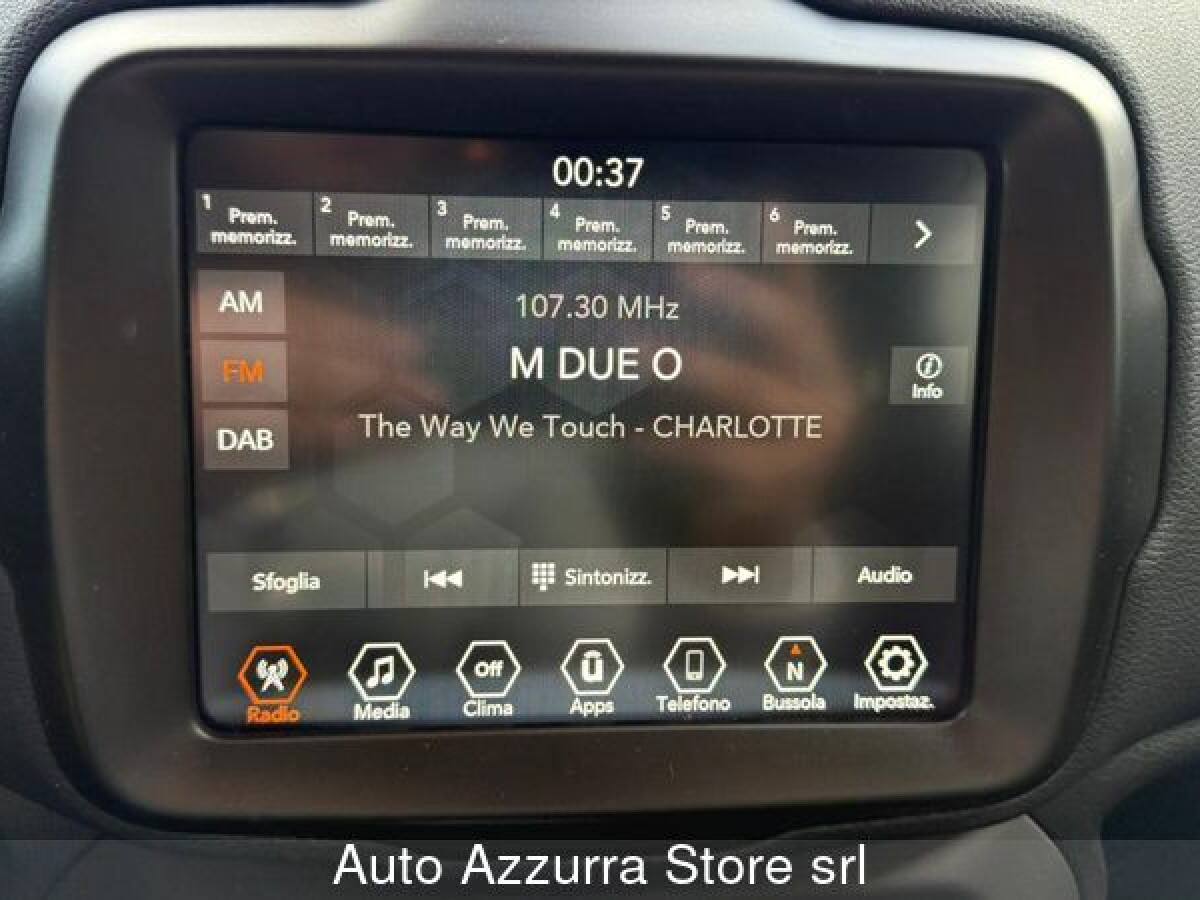 00:37
1 Prem. memorizz.
2 Prem. memorizz.
3 Prem. memorizz.
4 Prem. memorizz.
5 Prem. memorizz.
6 Prem. memorizz.
AM
107.30 MHz
FM
M DUE O
i Info
DAB
The Way We Touch - CHARLOTTE
Sfoglia
Sintonizz.
Audio
Off
ū
N
Radio
Media
Clima
Apps
Telefono
Bussola
Impostaz.
Auto Azzurra Store srl